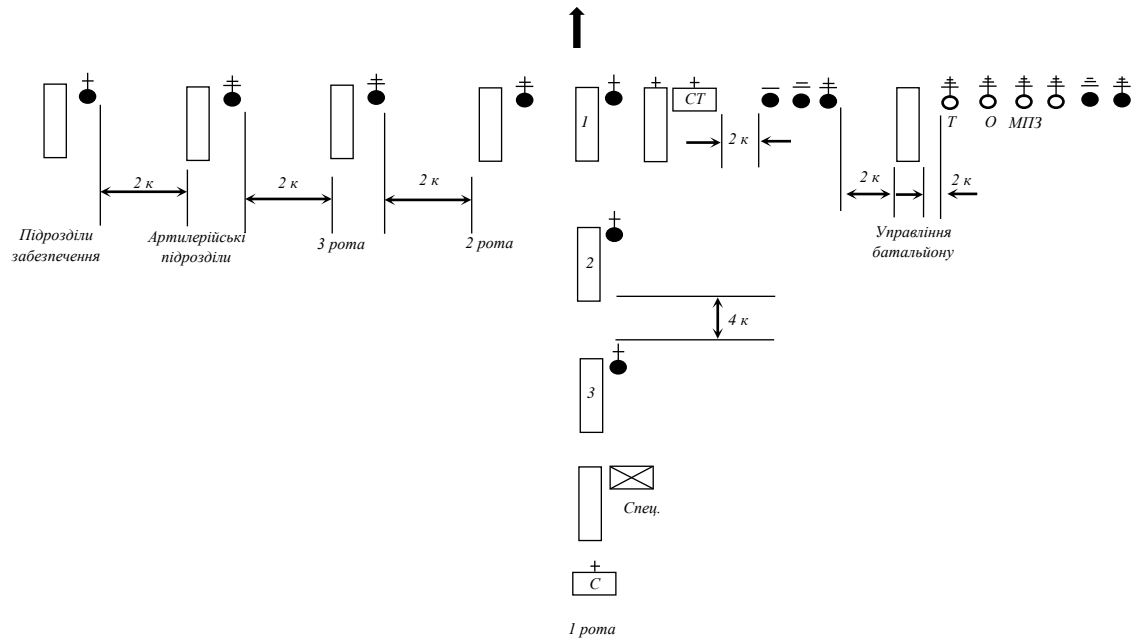 1
СТ
2 к
Т
О
МПЗ
2 к
2 к
2 к
2 к
2 к
Підрозділи
забезпечення
Артилерійські
підрозділи
3 рота
2 рота
Управління
батальйону
2
4 к
3
Спец.
С
1 рота